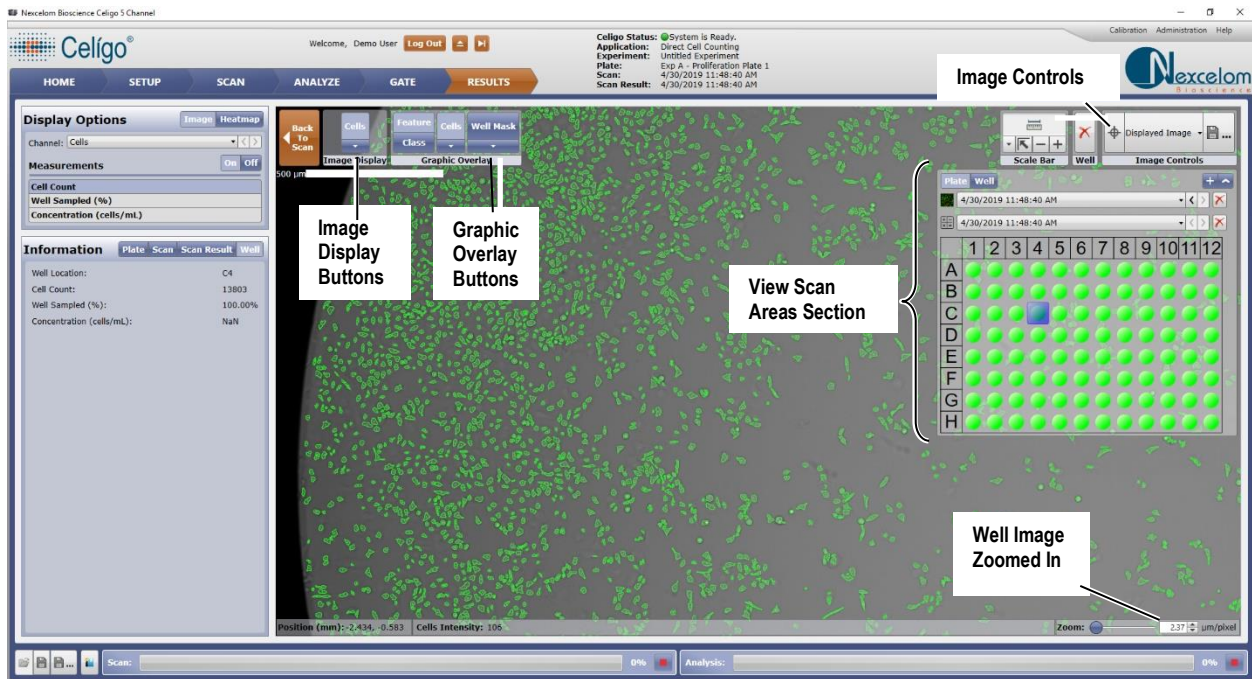 Nexcelom Bioscience Celigo 5 Channel
Celígo®
Welcome, Demo User Log Out
Celigo Status: System is Ready.
Application: Direct Cell Counting
Experiment: Untitled Experiment
Plate: Exp A - Proliferation Plate 1
Scan: 4/30/2019 11:48:40 AM
Scan Result: 4/30/2019 11:48:40 AM
Calibration Administration Help
Nexcelom
Bioscience
HOME SETUP SCAN ANALYZE GATE RESULTS
Image Controls
Display Options Image Heatmap
Channel: Cells
Measurements On Off
Cell Count
Well Sampled (%)
Concentration (cells/mL)
Information Plate Scan Scan Result Well
Well Location: C4
Cell Count: 13803
Well Sampled (%): 100.00%
Concentration (cells/mL): NaN
Back
To
Scan
Cells
Image Display
Feature
Class
Cells
Well Mask
Graphic Overlay
500 µm
Image
Display
Buttons
Graphic
Overlay
Buttons
Scale Bar
Well
Displayed Image
...
Image Controls
View Scan
Areas Section
Plate Well
4/30/2019 11:48:40 AM
4/30/2019 11:48:40 AM
1 2 3 4 5 6 7 8 9 10 11 12
A
B
C
D
E
F
G
H
Well Image
Zoomed In
Position (mm): -2.434, -0.583 Cells Intensity: 106
Zoom: 2.37 µm/pixel
...
Scan: 0%
Analysis: 0%